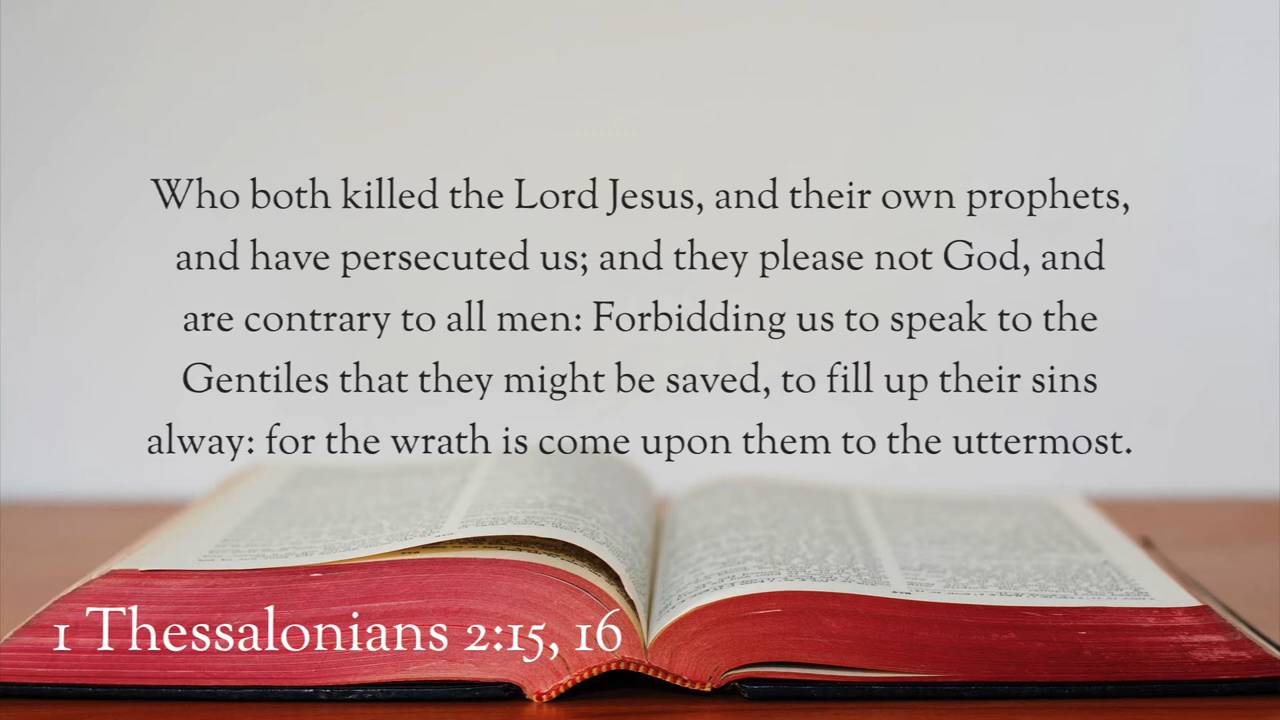 Who both killed the Lord Jesus, and their own prophets,
and have persecuted us; and they please not God, and
are contrary to all men: Forbidding us to speak to the
Gentiles that they might be saved, to fill up their sins
alway: for the wrath is come upon them to the uttermost.
1 Thessalonians 2:15, 16